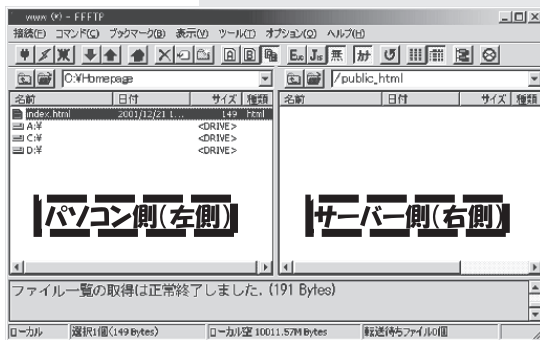 www (*) - FFFTP
接続(F) コマンド(C) ブックマーク(B) 表示(V) ツール(T) オプション(O) ヘルプ(H)
C:¥Homepage
/public_html
名前 日付 サイズ 種類
名前 日付 サイズ 種類
index.html 2001/12/21 1... 149 html
A:¥ <DRIVE>
C:¥ <DRIVE>
D:¥ <DRIVE>
パソコン側(左側)
サーバー側(右側)
ファイル一覧の取得は正常終了しました. (191 Bytes)
ローカル 選択1個(149 Bytes) ローカル空 10011.57M Bytes 転送待ちファイル0個